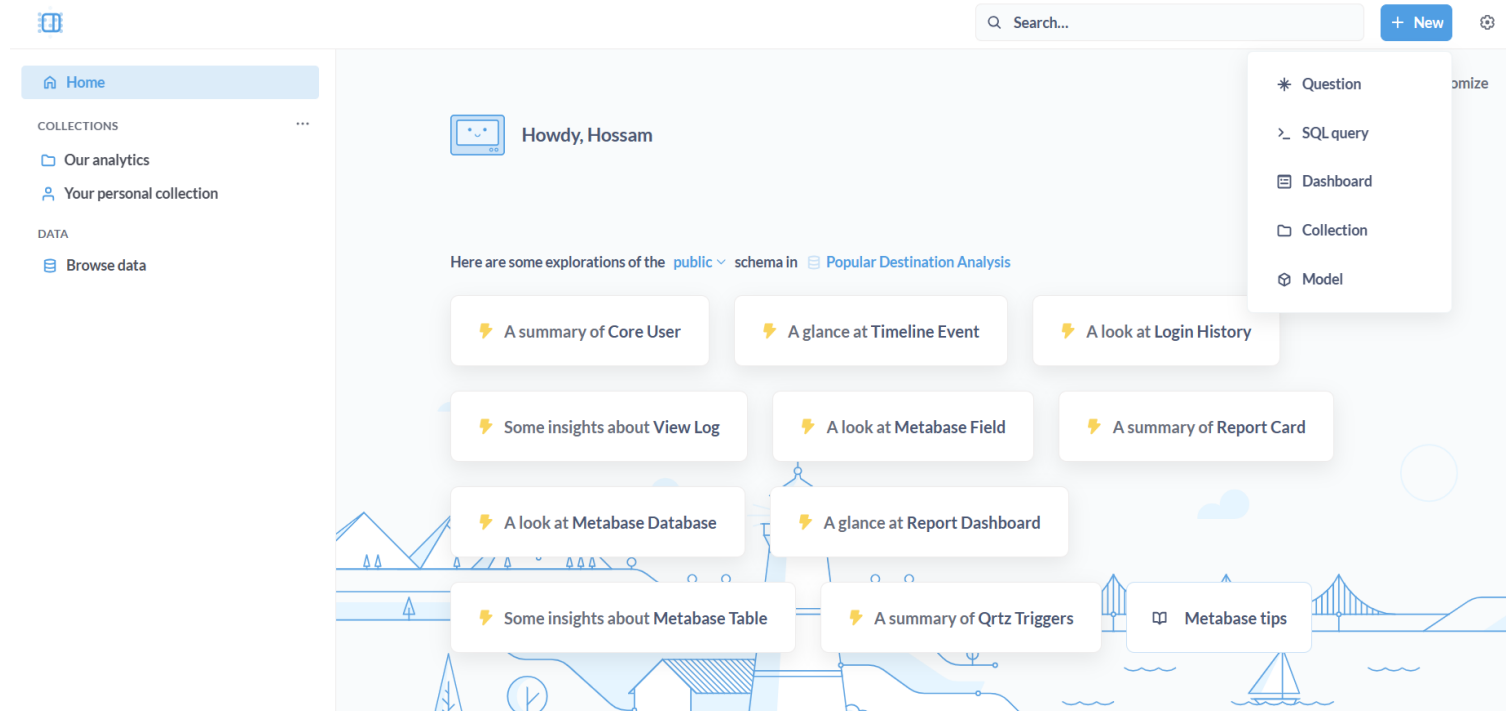 Search...
+ New
Home
COLLECTIONS
...
Our analytics
Your personal collection
DATA
Browse data
Question
SQL query
Dashboard
Collection
Model
omize
Howdy, Hossam
Here are some explorations of the public schema in Popular Destination Analysis
A summary of Core User
A glance at Timeline Event
A look at Login History
Some insights about View Log
A look at Metabase Field
A summary of Report Card
A look at Metabase Database
A glance at Report Dashboard
Some insights about Metabase Table
A summary of Qrtz Triggers
Metabase tips